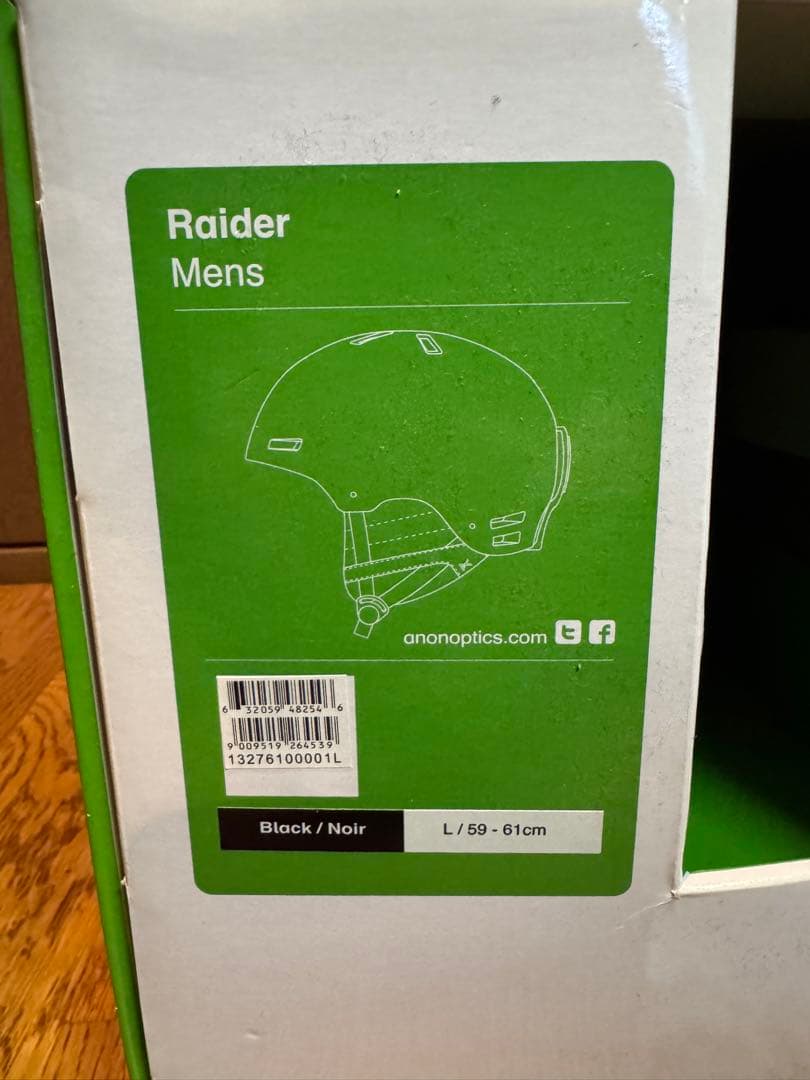 Raider
Mens
anonoptics.com
6 32059 48254 6
9 009519 264539
13276100001L
Black / Noir
L / 59 - 61cm